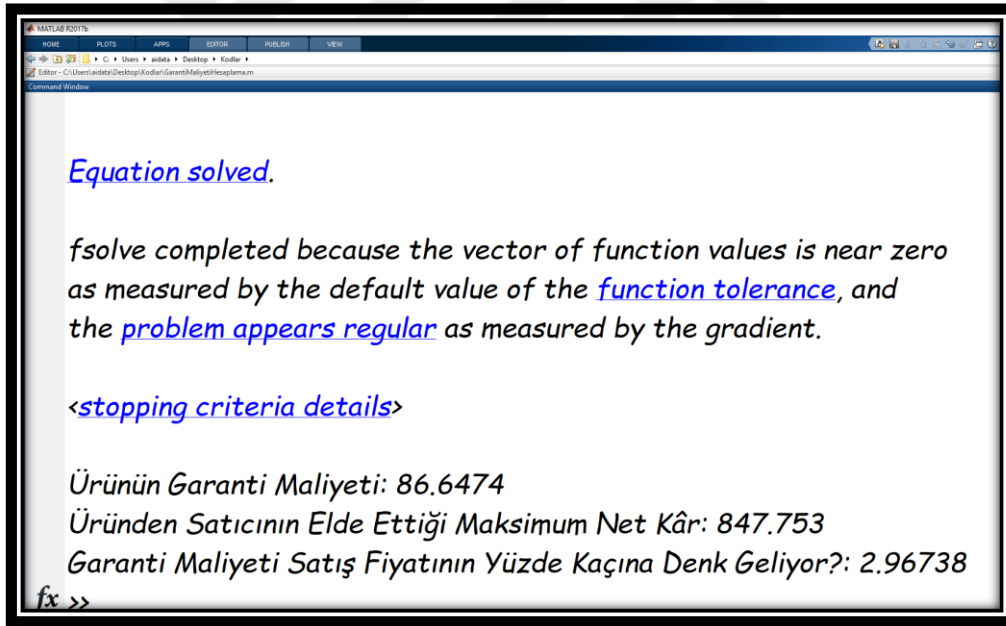 MATLAB R2017b
HOME PLOTS APPS EDITOR PUBLISH VIEW
C: Users aidata Desktop Kodlar
Editor - C:\Users\aidata\Desktop\Kodlar\GarantiMaliyetiHesaplama.m
Command Window
Equation solved.
fsolve completed because the vector of function values is near zero
as measured by the default value of the function tolerance, and
the problem appears regular as measured by the gradient.
<stopping criteria details>
Ürünün Garanti Maliyeti: 86.6474
Üründen Satıcının Elde Ettiği Maksimum Net Kâr: 847.753
Garanti Maliyeti Satış Fiyatının Yüzde Kaçına Denk Geliyor?: 2.96738
fx >>